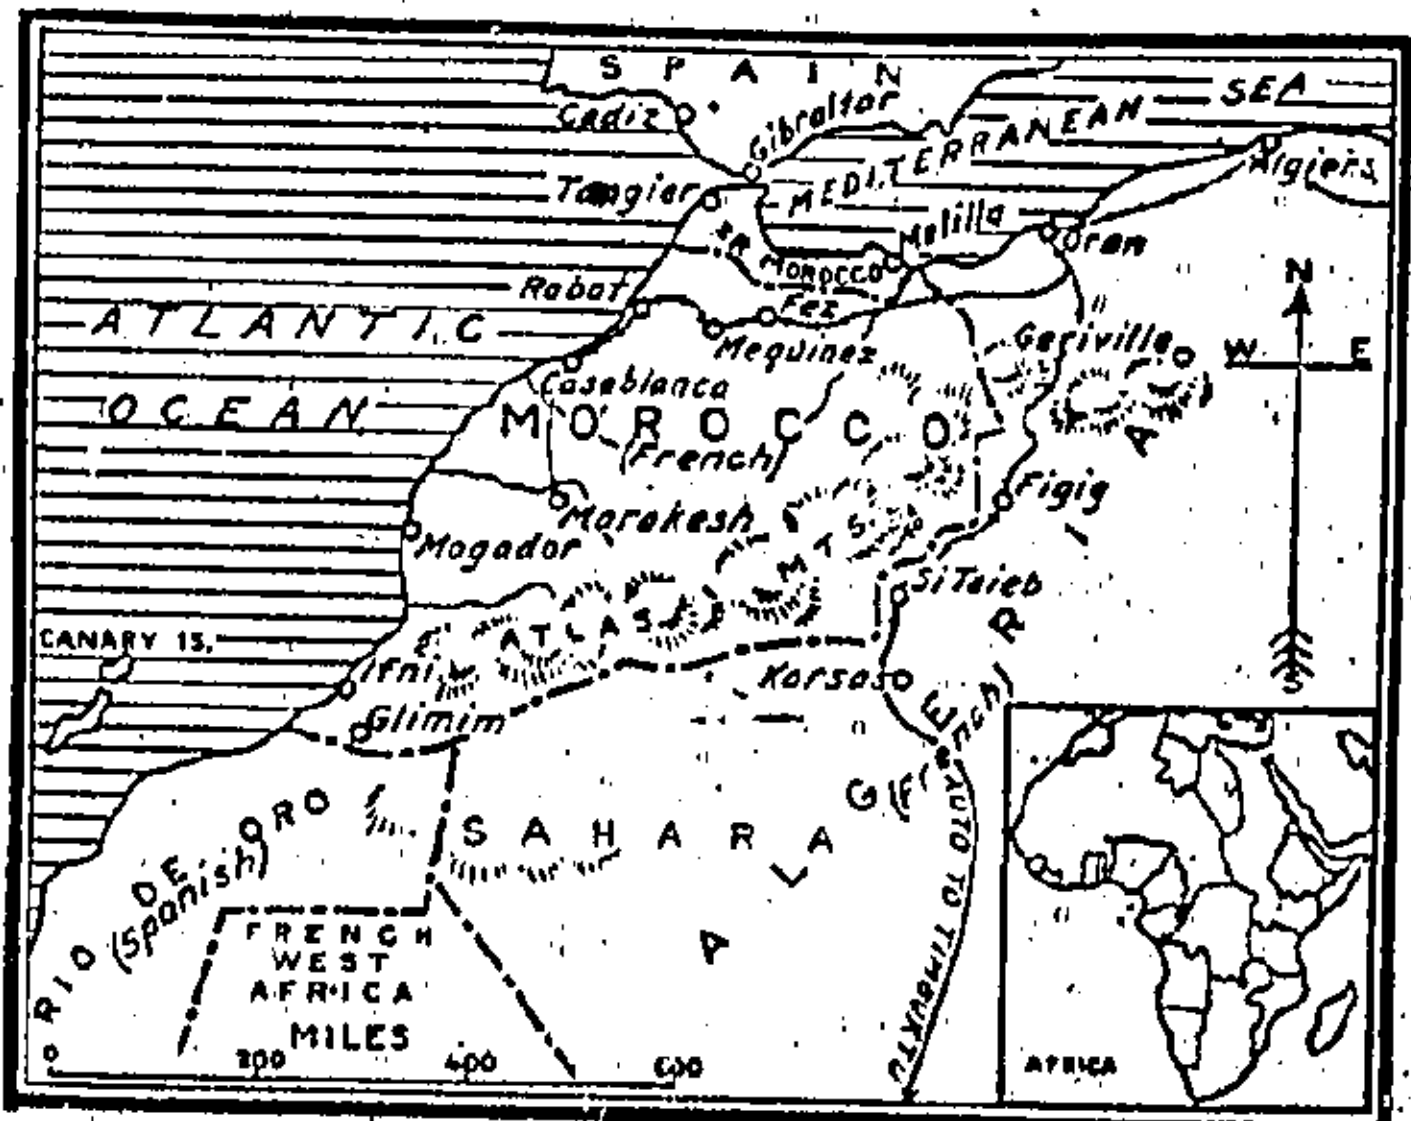 SPAIN
Cadiz
Gibraltar
MEDITERRANEAN SEA
Algiers
Tangier
SP. MOROCCO
Melilla
Oran
Rabat
Fez
Mequinez
Geriville
N
W E
S
ATLANTIC
OCEAN
Casablanca
MOROCCO
(French)
Marakesh
Mogador
Figig
ATLAS MTS.
Si Taieb
CANARY IS.
Ifni
Glimim
Karsas
ALGERIA
(French)
SAHARA
AUTO TO TIMBUKTU
RIO DE ORO
(Spanish)
FRENCH
WEST
AFRICA
MILES
0 200 400 600
AFRICA